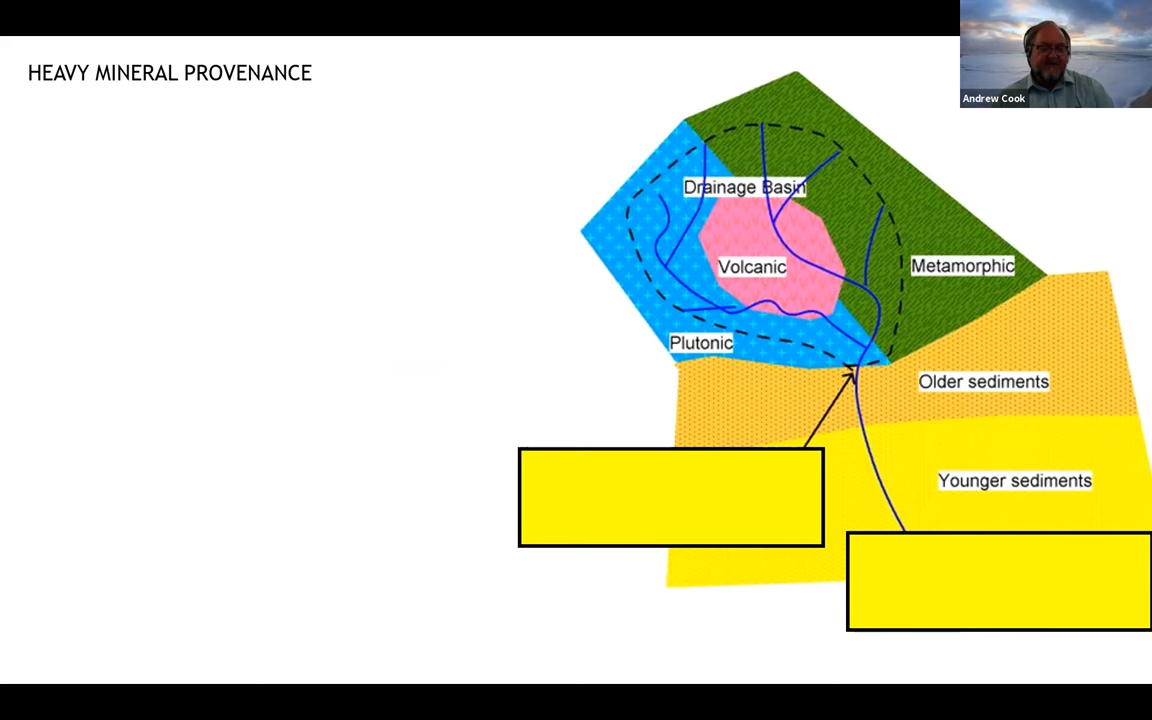 HEAVY MINERAL PROVENANCE
Andrew Cook
Drainage Basin
Volcanic
Metamorphic
Plutonic
Older sediments
Younger sediments